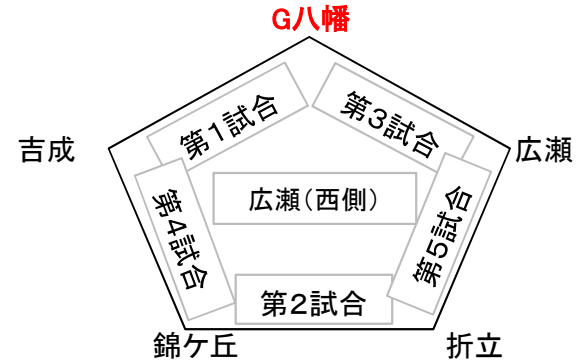 G八幡
第1試合
第3試合
吉成
広瀬
広瀬(西側)
第4試合
第5試合
第2試合
錦ケ丘
折立